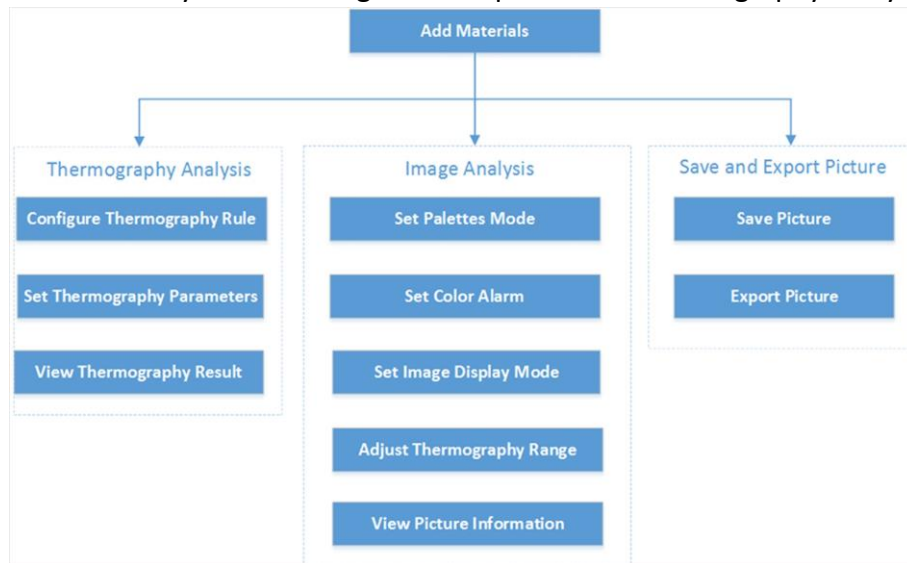 Add Materials
Thermography Analysis
Configure Thermography Rule
Set Thermography Parameters
View Thermography Result
Image Analysis
Set Palettes Mode
Set Color Alarm
Set Image Display Mode
Adjust Thermography Range
View Picture Information
Save and Export Picture
Save Picture
Export Picture